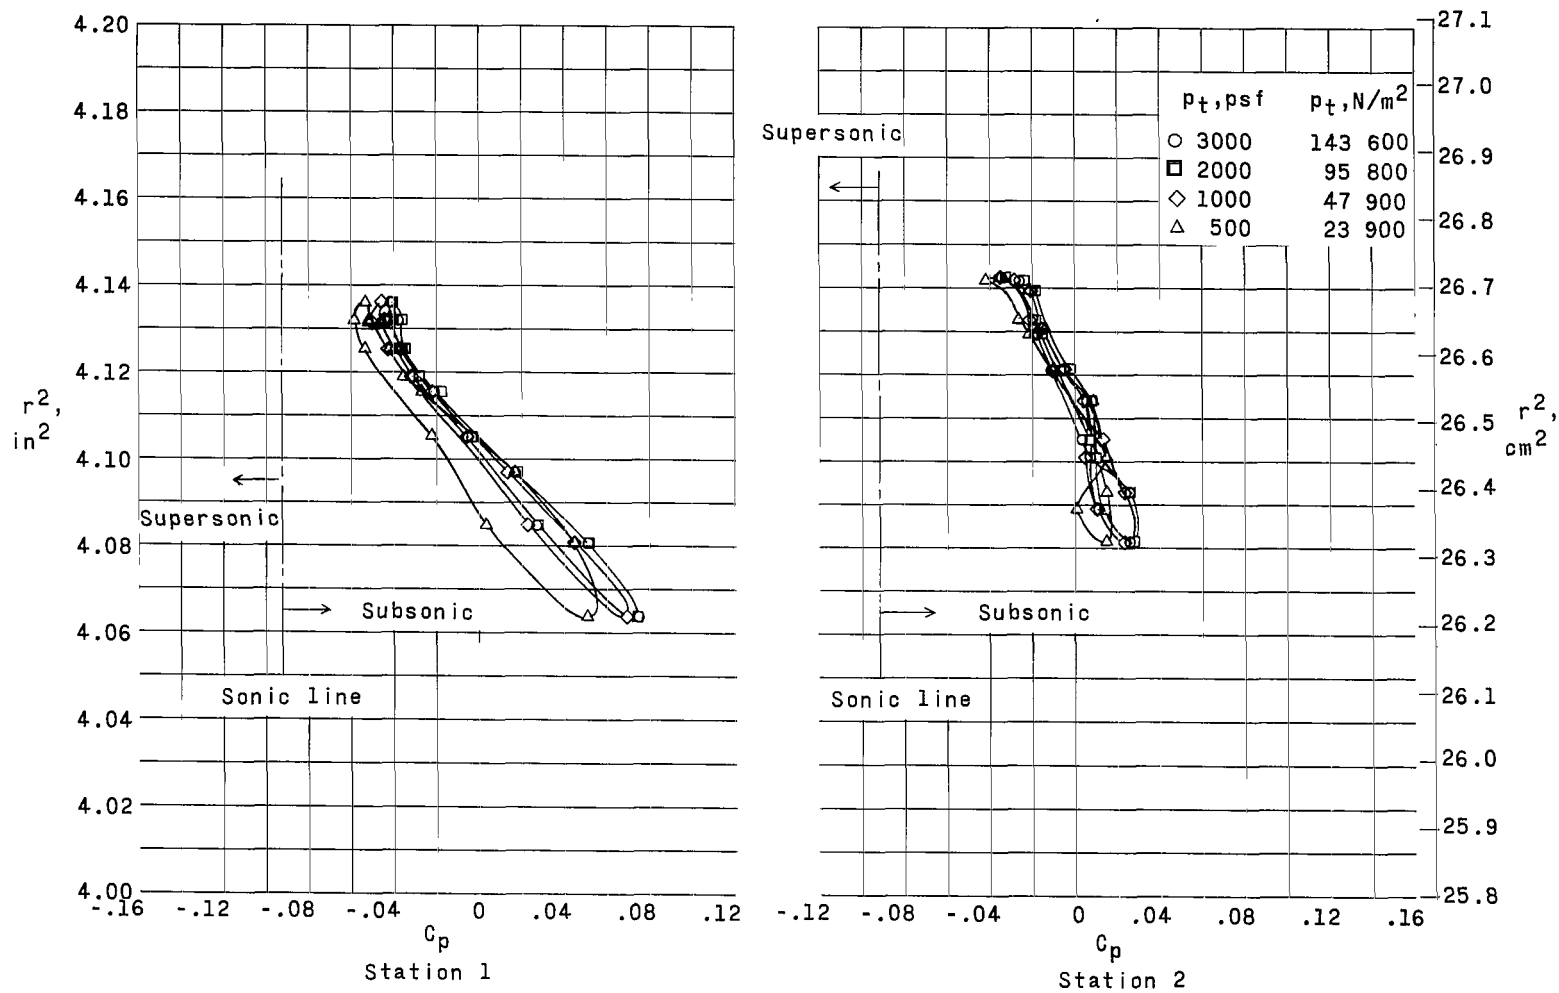 4.20
4.18
4.16
4.14
4.12
r², in²
4.10
4.08
4.06
4.04
4.02
4.00
Supersonic
Subsonic
Sonic line
-.16 -.12 -.08 -.04 0 .04 .08 .12
Cp
Station 1
Supersonic
pt,psf pt,N/m²
3000 143 600
2000 95 800
1000 47 900
500 23 900
Subsonic
Sonic line
-.12 -.08 -.04 0 .04 .08 .12 .16
Cp
Station 2
27.1
27.0
26.9
26.8
26.7
26.6
26.5
r², cm²
26.4
26.3
26.2
26.1
26.0
25.9
25.8